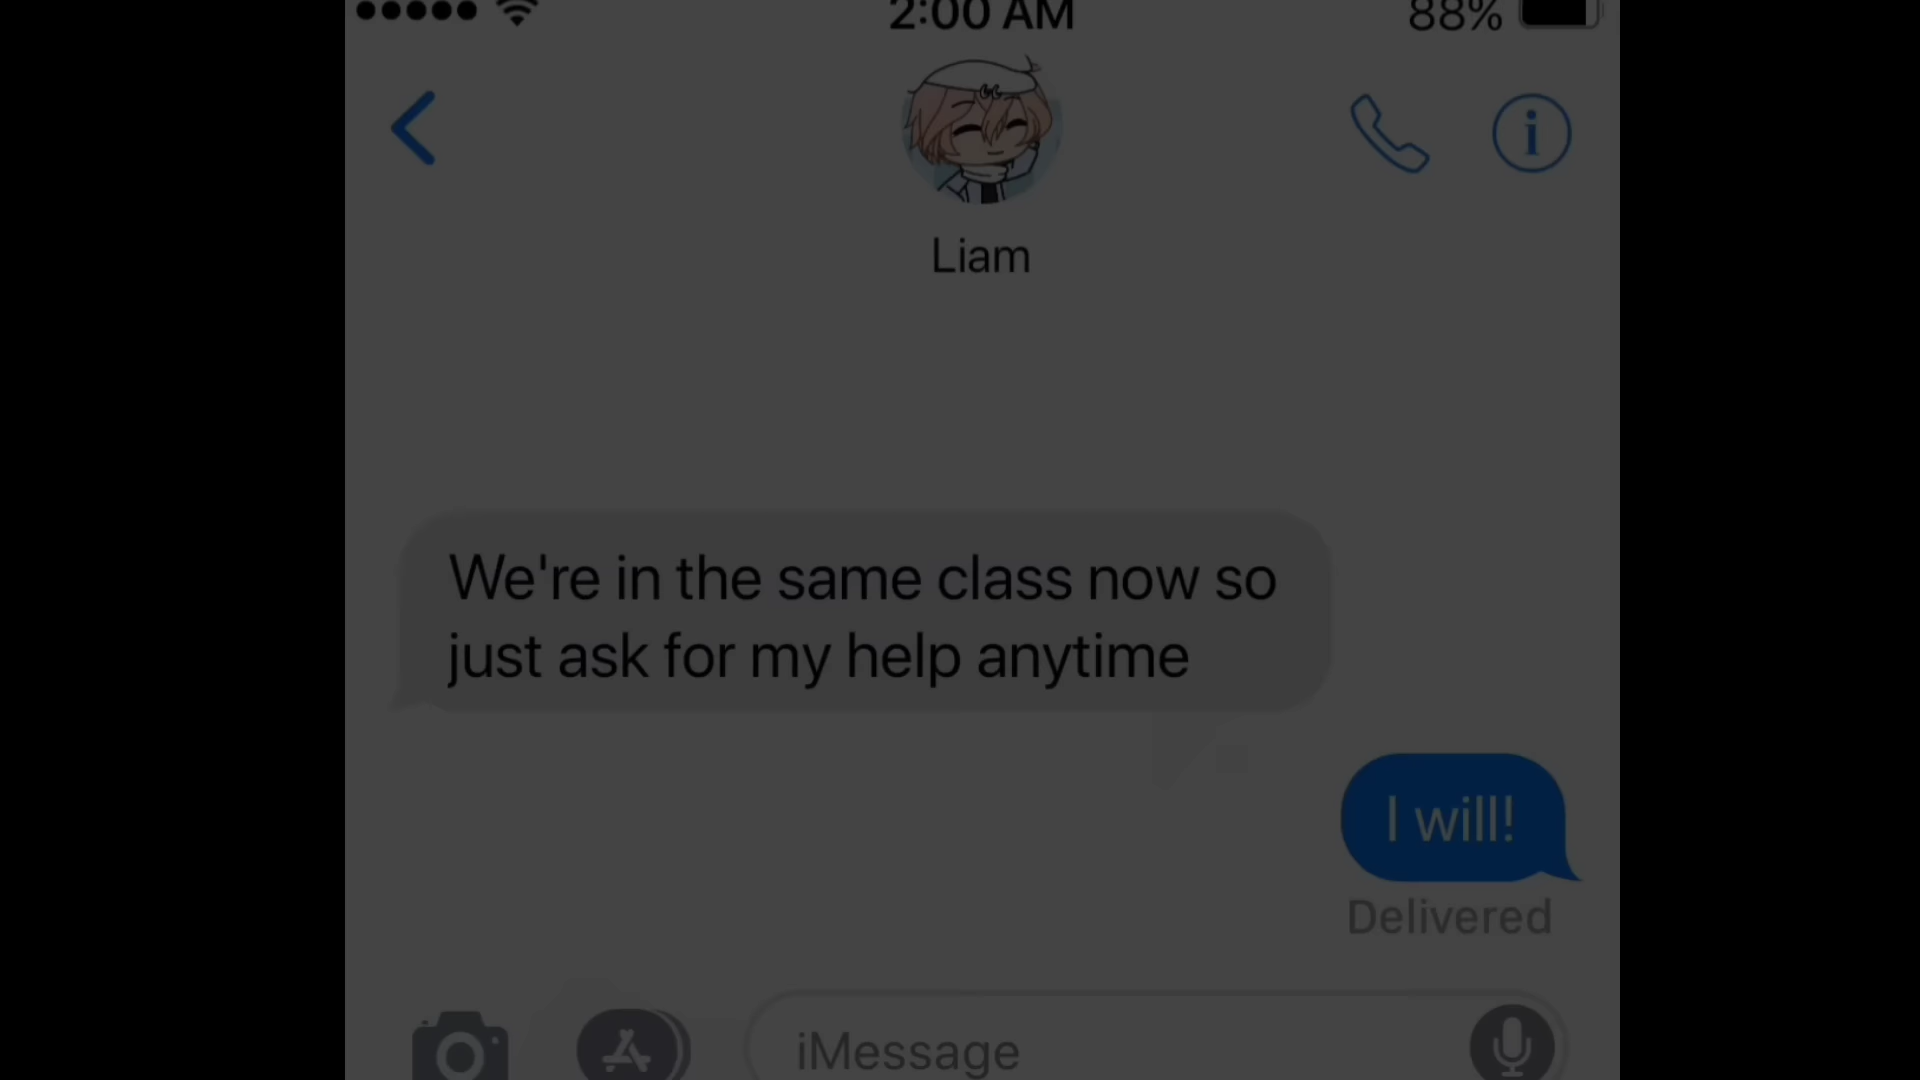 2:00 AM
88%
Liam
We're in the same class now so
just ask for my help anytime
I will!
Delivered
iMessage